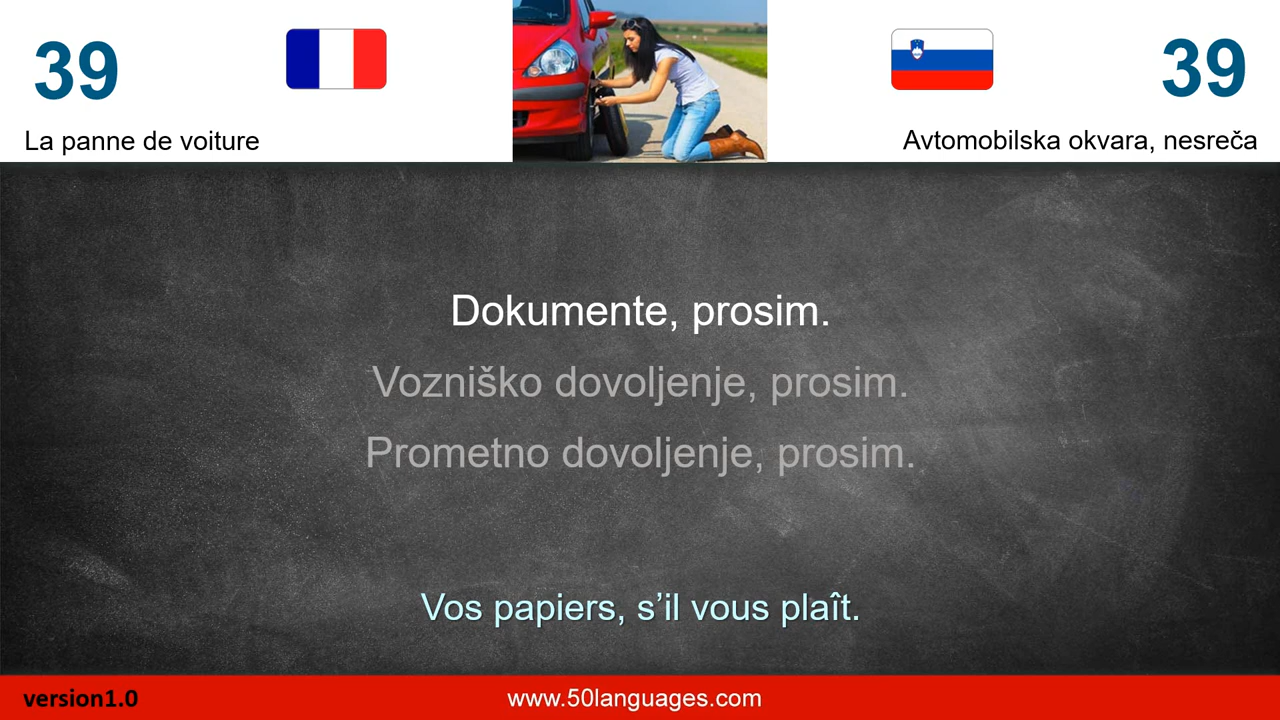 39
39
La panne de voiture
Avtomobilska okvara, nesreča
Dokumente, prosim.
Vozniško dovoljenje, prosim.
Prometno dovoljenje, prosim.
Vos papiers, s’il vous plaît.
version1.0
www.50languages.com